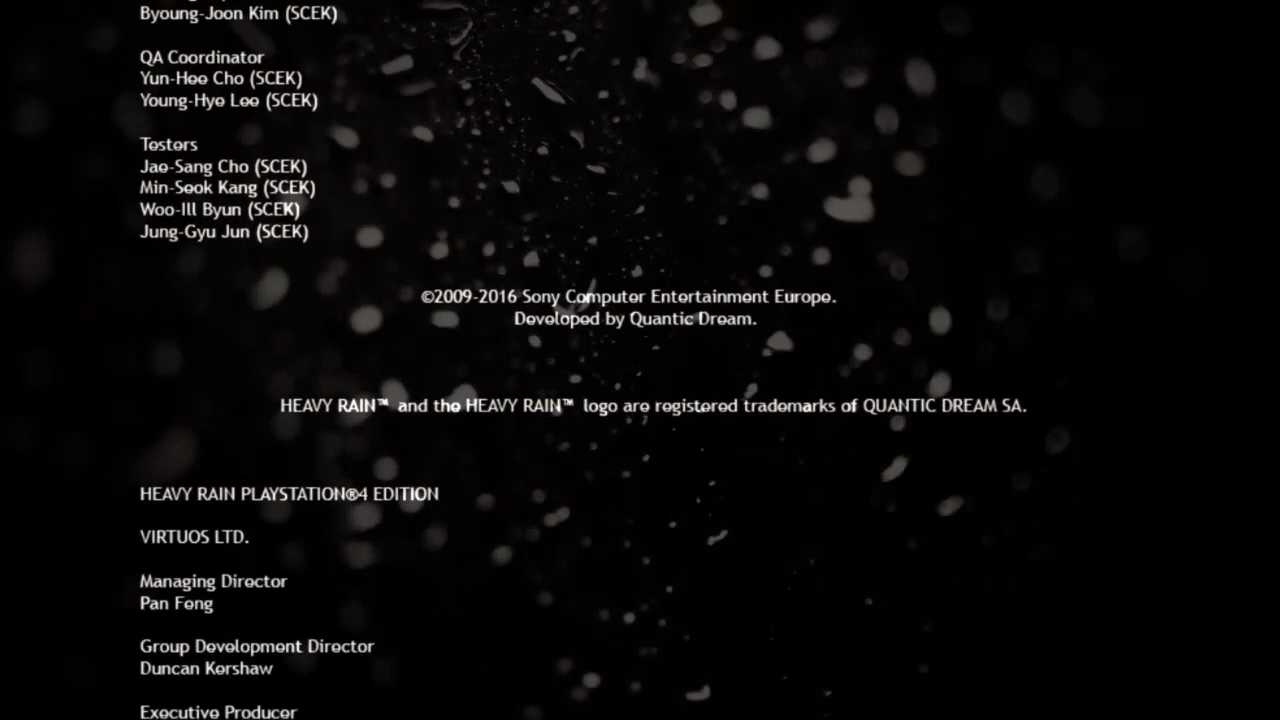 Byoung-Joon Kim (SCEK)
QA Coordinator
Yun-Hee Cho (SCEK)
Young-Hye Lee (SCEK)
Testers
Jae-Sang Cho (SCEK)
Min-Seok Kang (SCEK)
Woo-Ill Byun (SCEK)
Jung-Gyu Jun (SCEK)
©2009-2016 Sony Computer Entertainment Europe.
Developed by Quantic Dream.
HEAVY RAIN™ and the HEAVY RAIN™ logo are registered trademarks of QUANTIC DREAM SA.
HEAVY RAIN PLAYSTATION®4 EDITION
VIRTUOS LTD.
Managing Director
Pan Feng
Group Development Director
Duncan Kershaw
Executive Producer